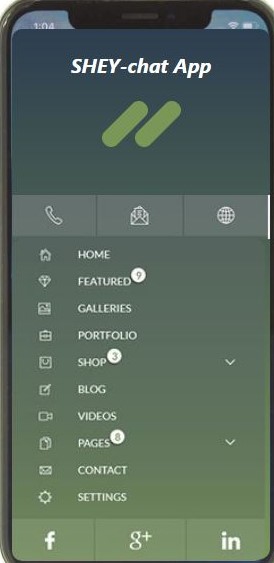 1:04
SHEY-chat App
HOME
FEATURED 9
GALLERIES
PORTFOLIO
SHOP 3
BLOG
VIDEOS
PAGES 8
CONTACT
SETTINGS
f g+ in